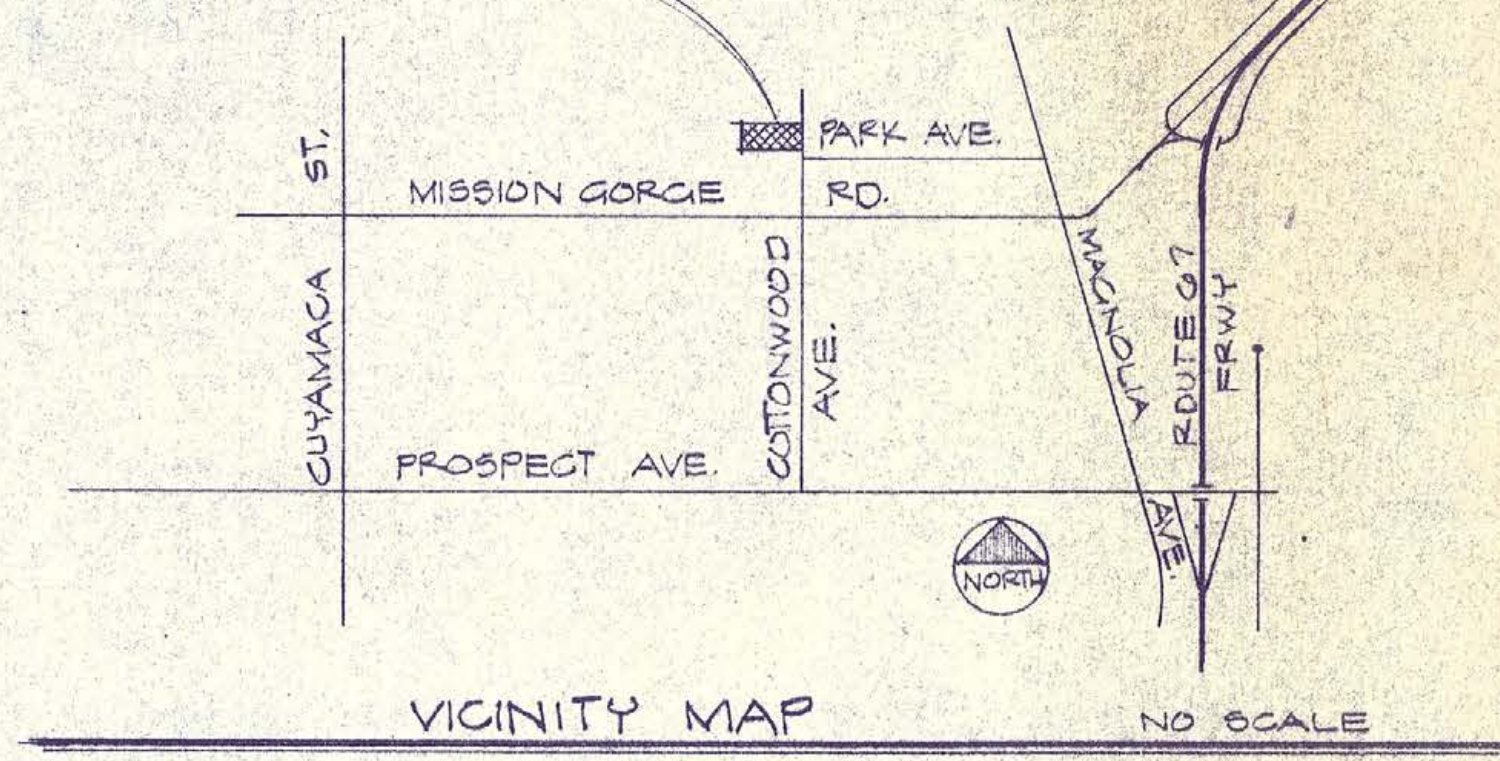 PARK AVE.
MISSION GORGE RD.
CUYAMACA ST.
COTTONWOOD AVE.
MAGNOLIA AVE.
ROUTE 67 FRWY
PROSPECT AVE.
NORTH
VICINITY MAP
NO SCALE